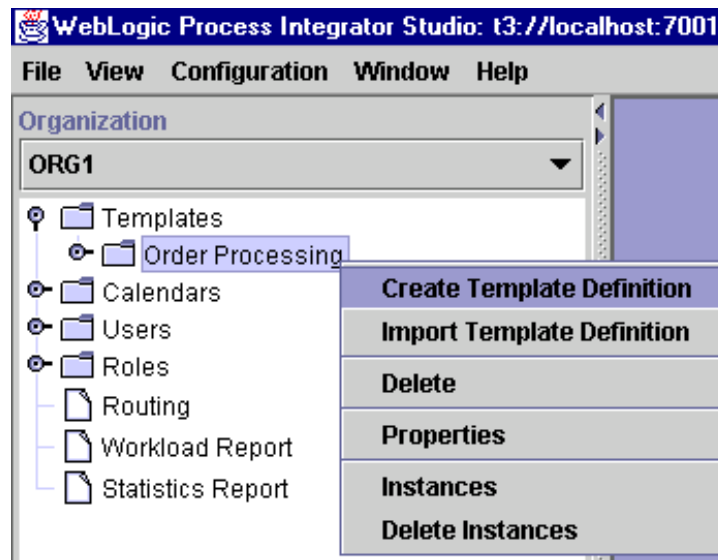 WebLogic Process Integrator Studio: t3://localhost:7001
File View Configuration Window Help
Organization
ORG1
Templates
Order Processing
Calendars
Users
Roles
Routing
Workload Report
Statistics Report
Create Template Definition
Import Template Definition
Delete
Properties
Instances
Delete Instances